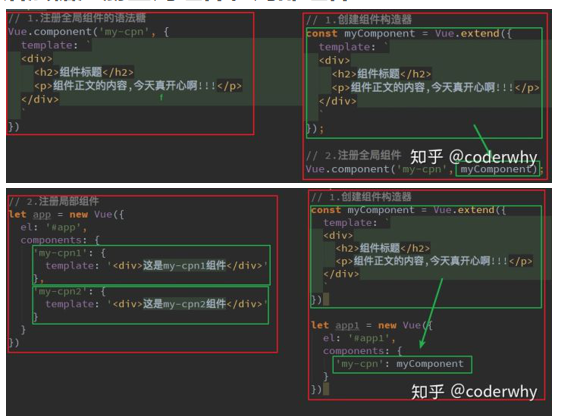 // 1.注册全局组件的语法糖
Vue.component('my-cpn', {
  template: `
  <div>
    <h2>组件标题</h2>
    <p>组件正文的内容,今天真开心啊!!!</p>
  </div>
  `
})
// 1.创建组件构造器
const myComponent = Vue.extend({
  template: `
  <div>
    <h2>组件标题</h2>
    <p>组件正文的内容,今天真开心啊!!!</p>
  </div>
  `
});
// 2.注册全局组件
Vue.component('my-cpn', myComponent);
知乎 @coderwhy
// 2.注册局部组件
let app = new Vue({
  el: '#app',
  components: {
    'my-cpn1': {
      template: '<div>这是my-cpn1组件</div>'
    },
    'my-cpn2': {
      template: '<div>这是my-cpn2组件</div>'
    }
  }
})
// 1.创建组件构造器
const myComponent = Vue.extend({
  template: `
  <div>
    <h2>组件标题</h2>
    <p>组件正文的内容,今天真开心啊!!!</p>
  </div>
  `
})
let app1 = new Vue({
  el: '#app1',
  components: {
    'my-cpn': myComponent
  }
})
知乎 @coderwhy